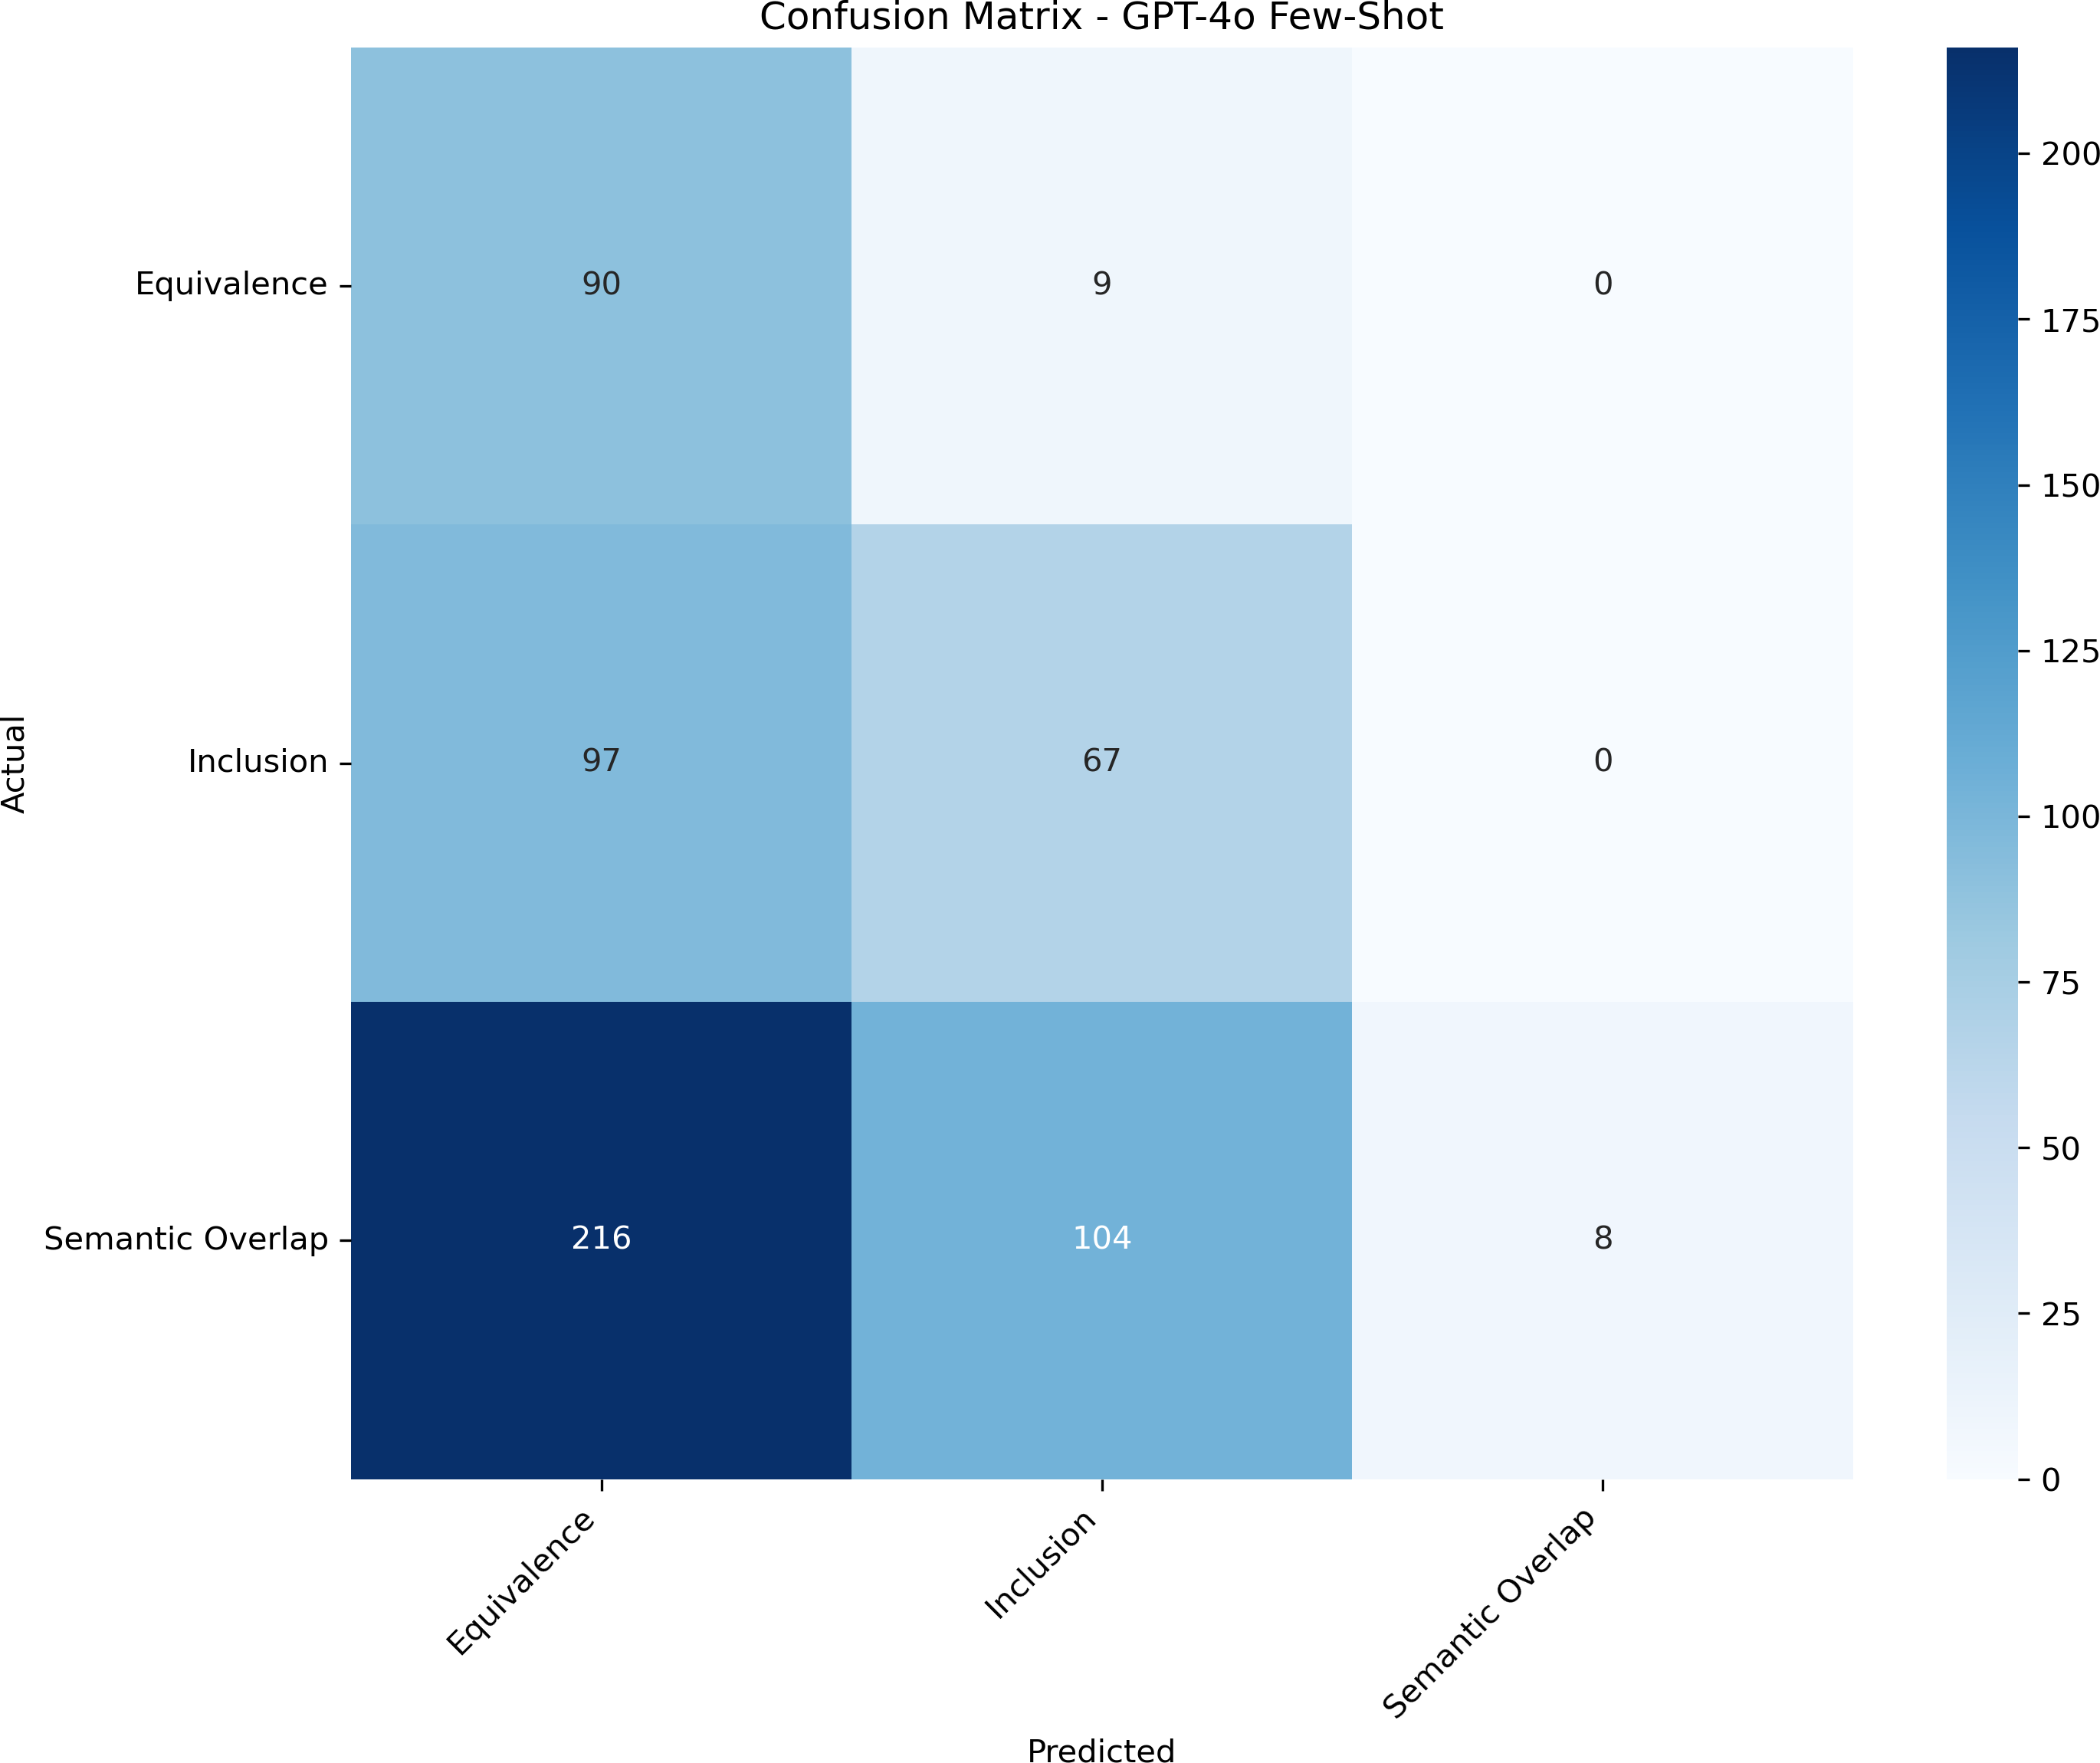 Confusion Matrix - GPT-4o Few-Shot
Actual
Equivalence 90 9 0
Inclusion 97 67 0
Semantic Overlap 216 104 8
Equivalence
Inclusion
Semantic Overlap
Predicted
200
175
150
125
100
75
50
25
0